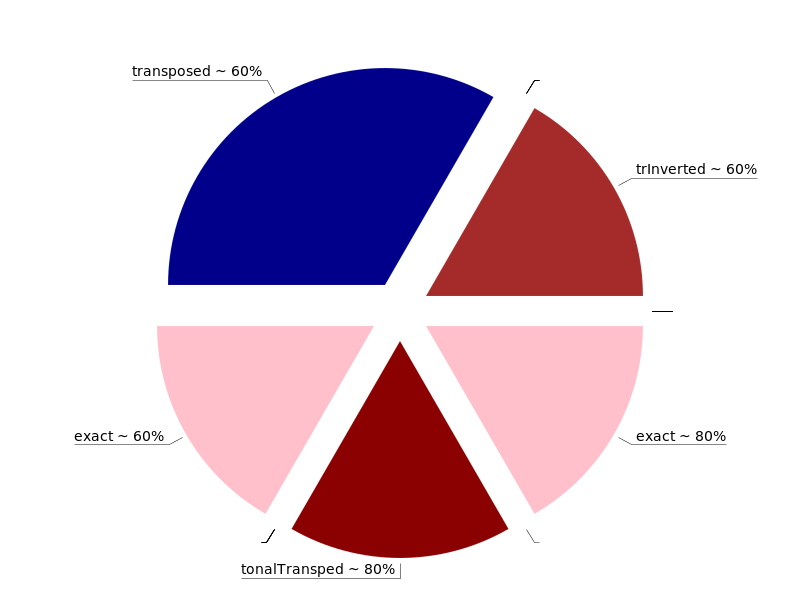 transposed ~ 60%
trInverted ~ 60%
exact ~ 60%
exact ~ 80%
tonalTransped ~ 80%